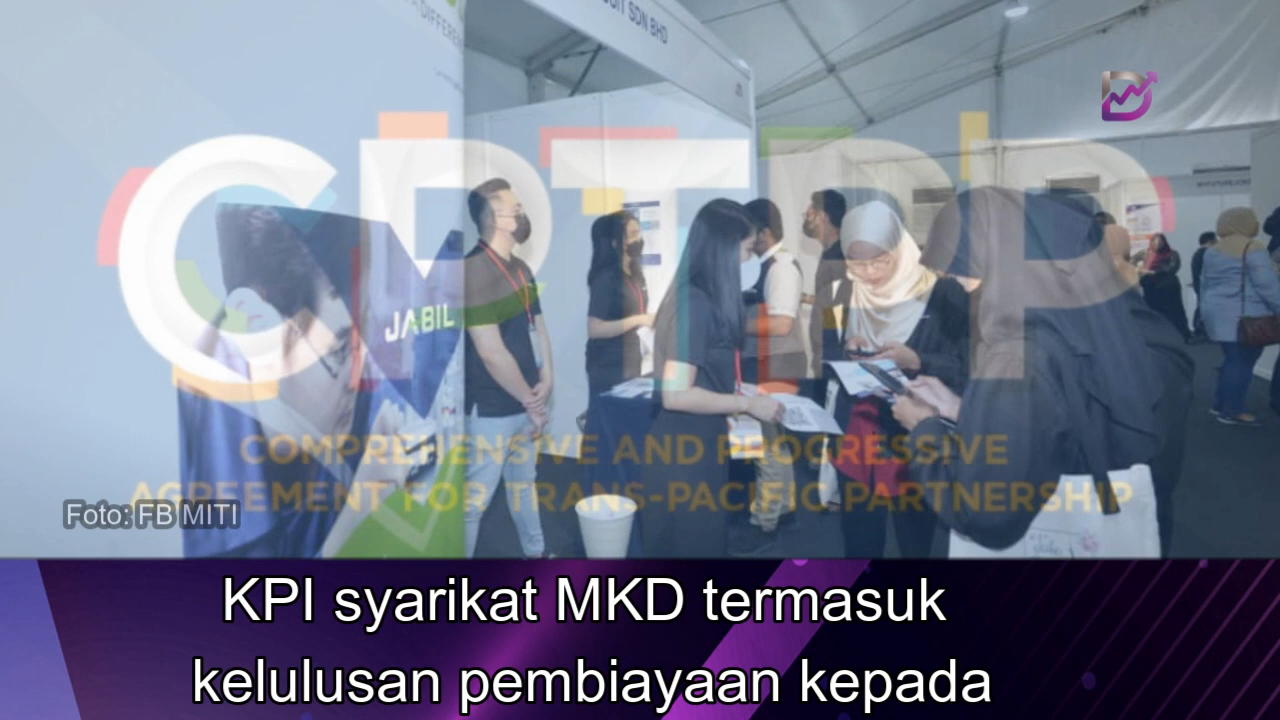 DIFFERE
SDN BHD
CPTPP
JABIL
COMPREHENSIVE AND PROGRESSIVE
AGREEMENT FOR TRANS-PACIFIC PARTNERSHIP
Foto: FB MITI
KPI syarikat MKD termasuk
kelulusan pembiayaan kepada